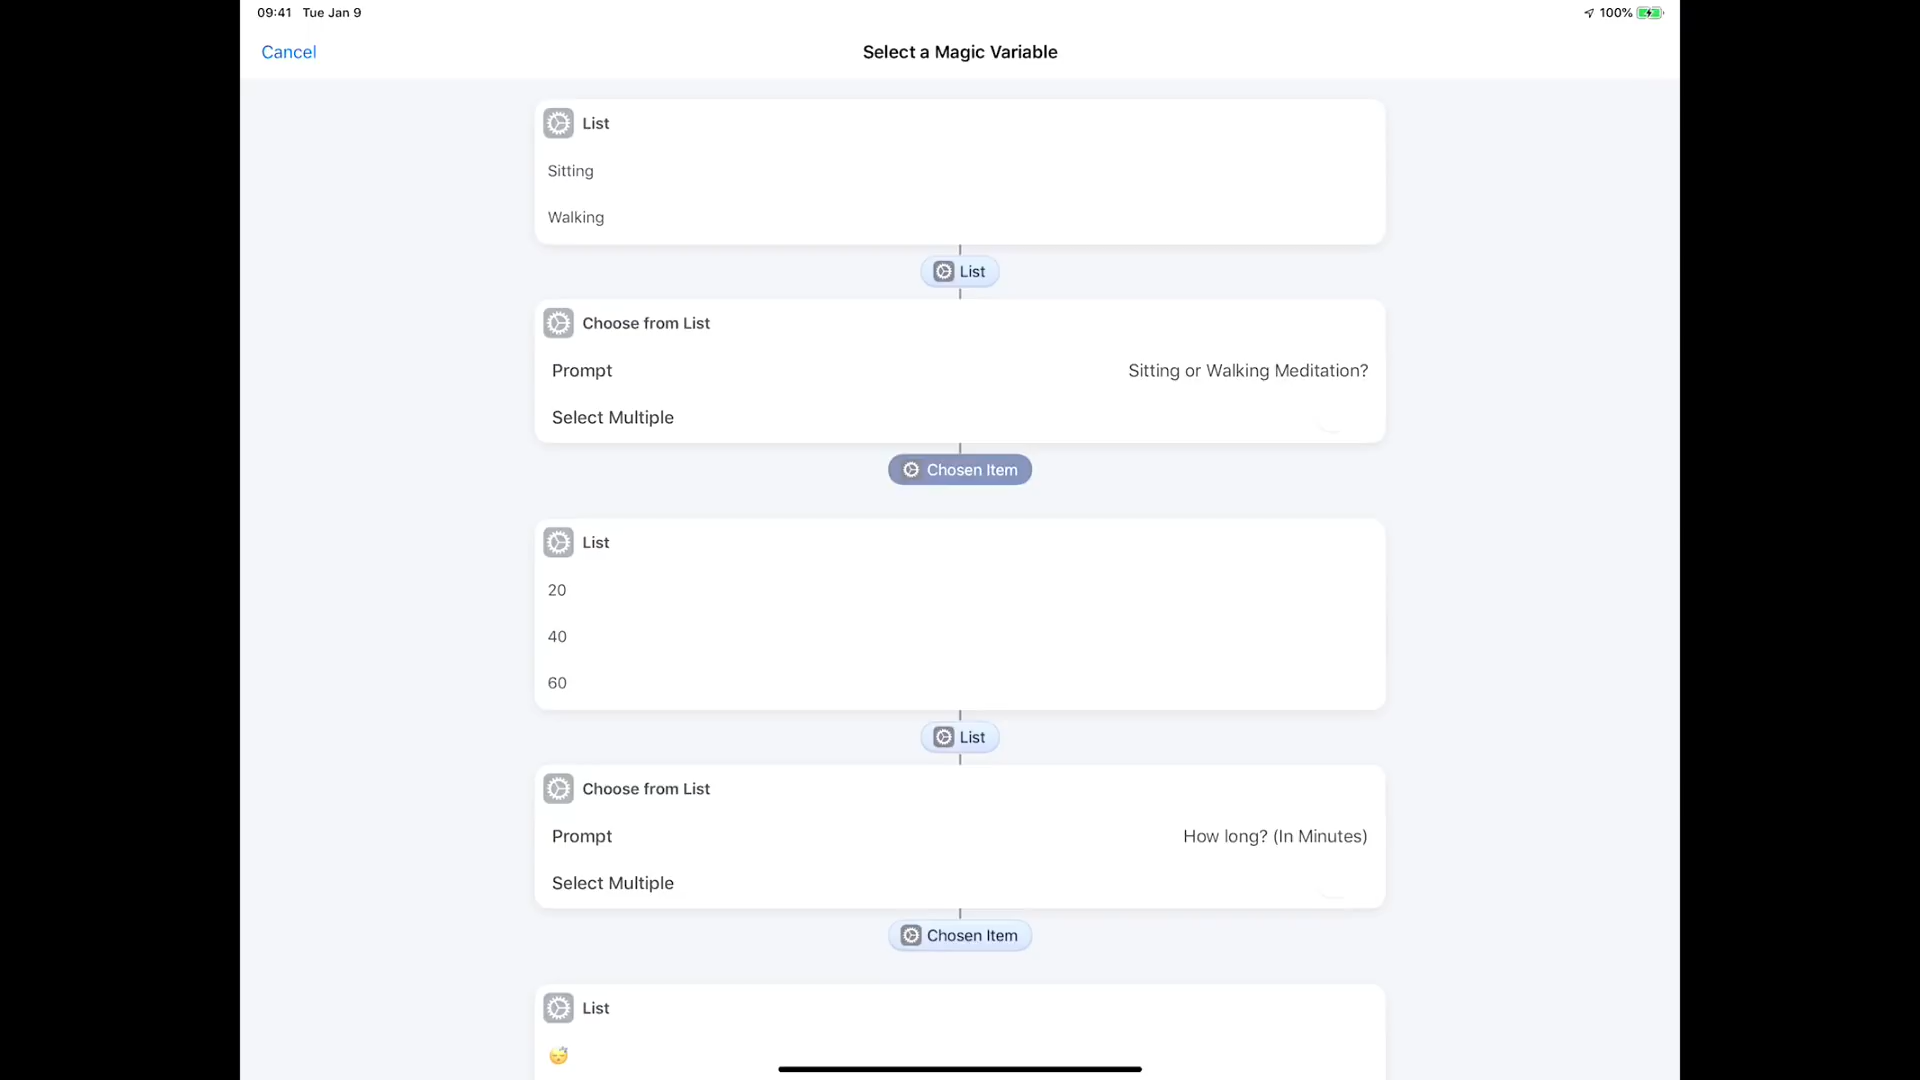 09:41 Tue Jan 9
100%
Cancel
Select a Magic Variable
List
Sitting
Walking
List
Choose from List
Prompt
Sitting or Walking Meditation?
Select Multiple
Chosen Item
List
20
40
60
List
Choose from List
Prompt
How long? (In Minutes)
Select Multiple
Chosen Item
List
😴